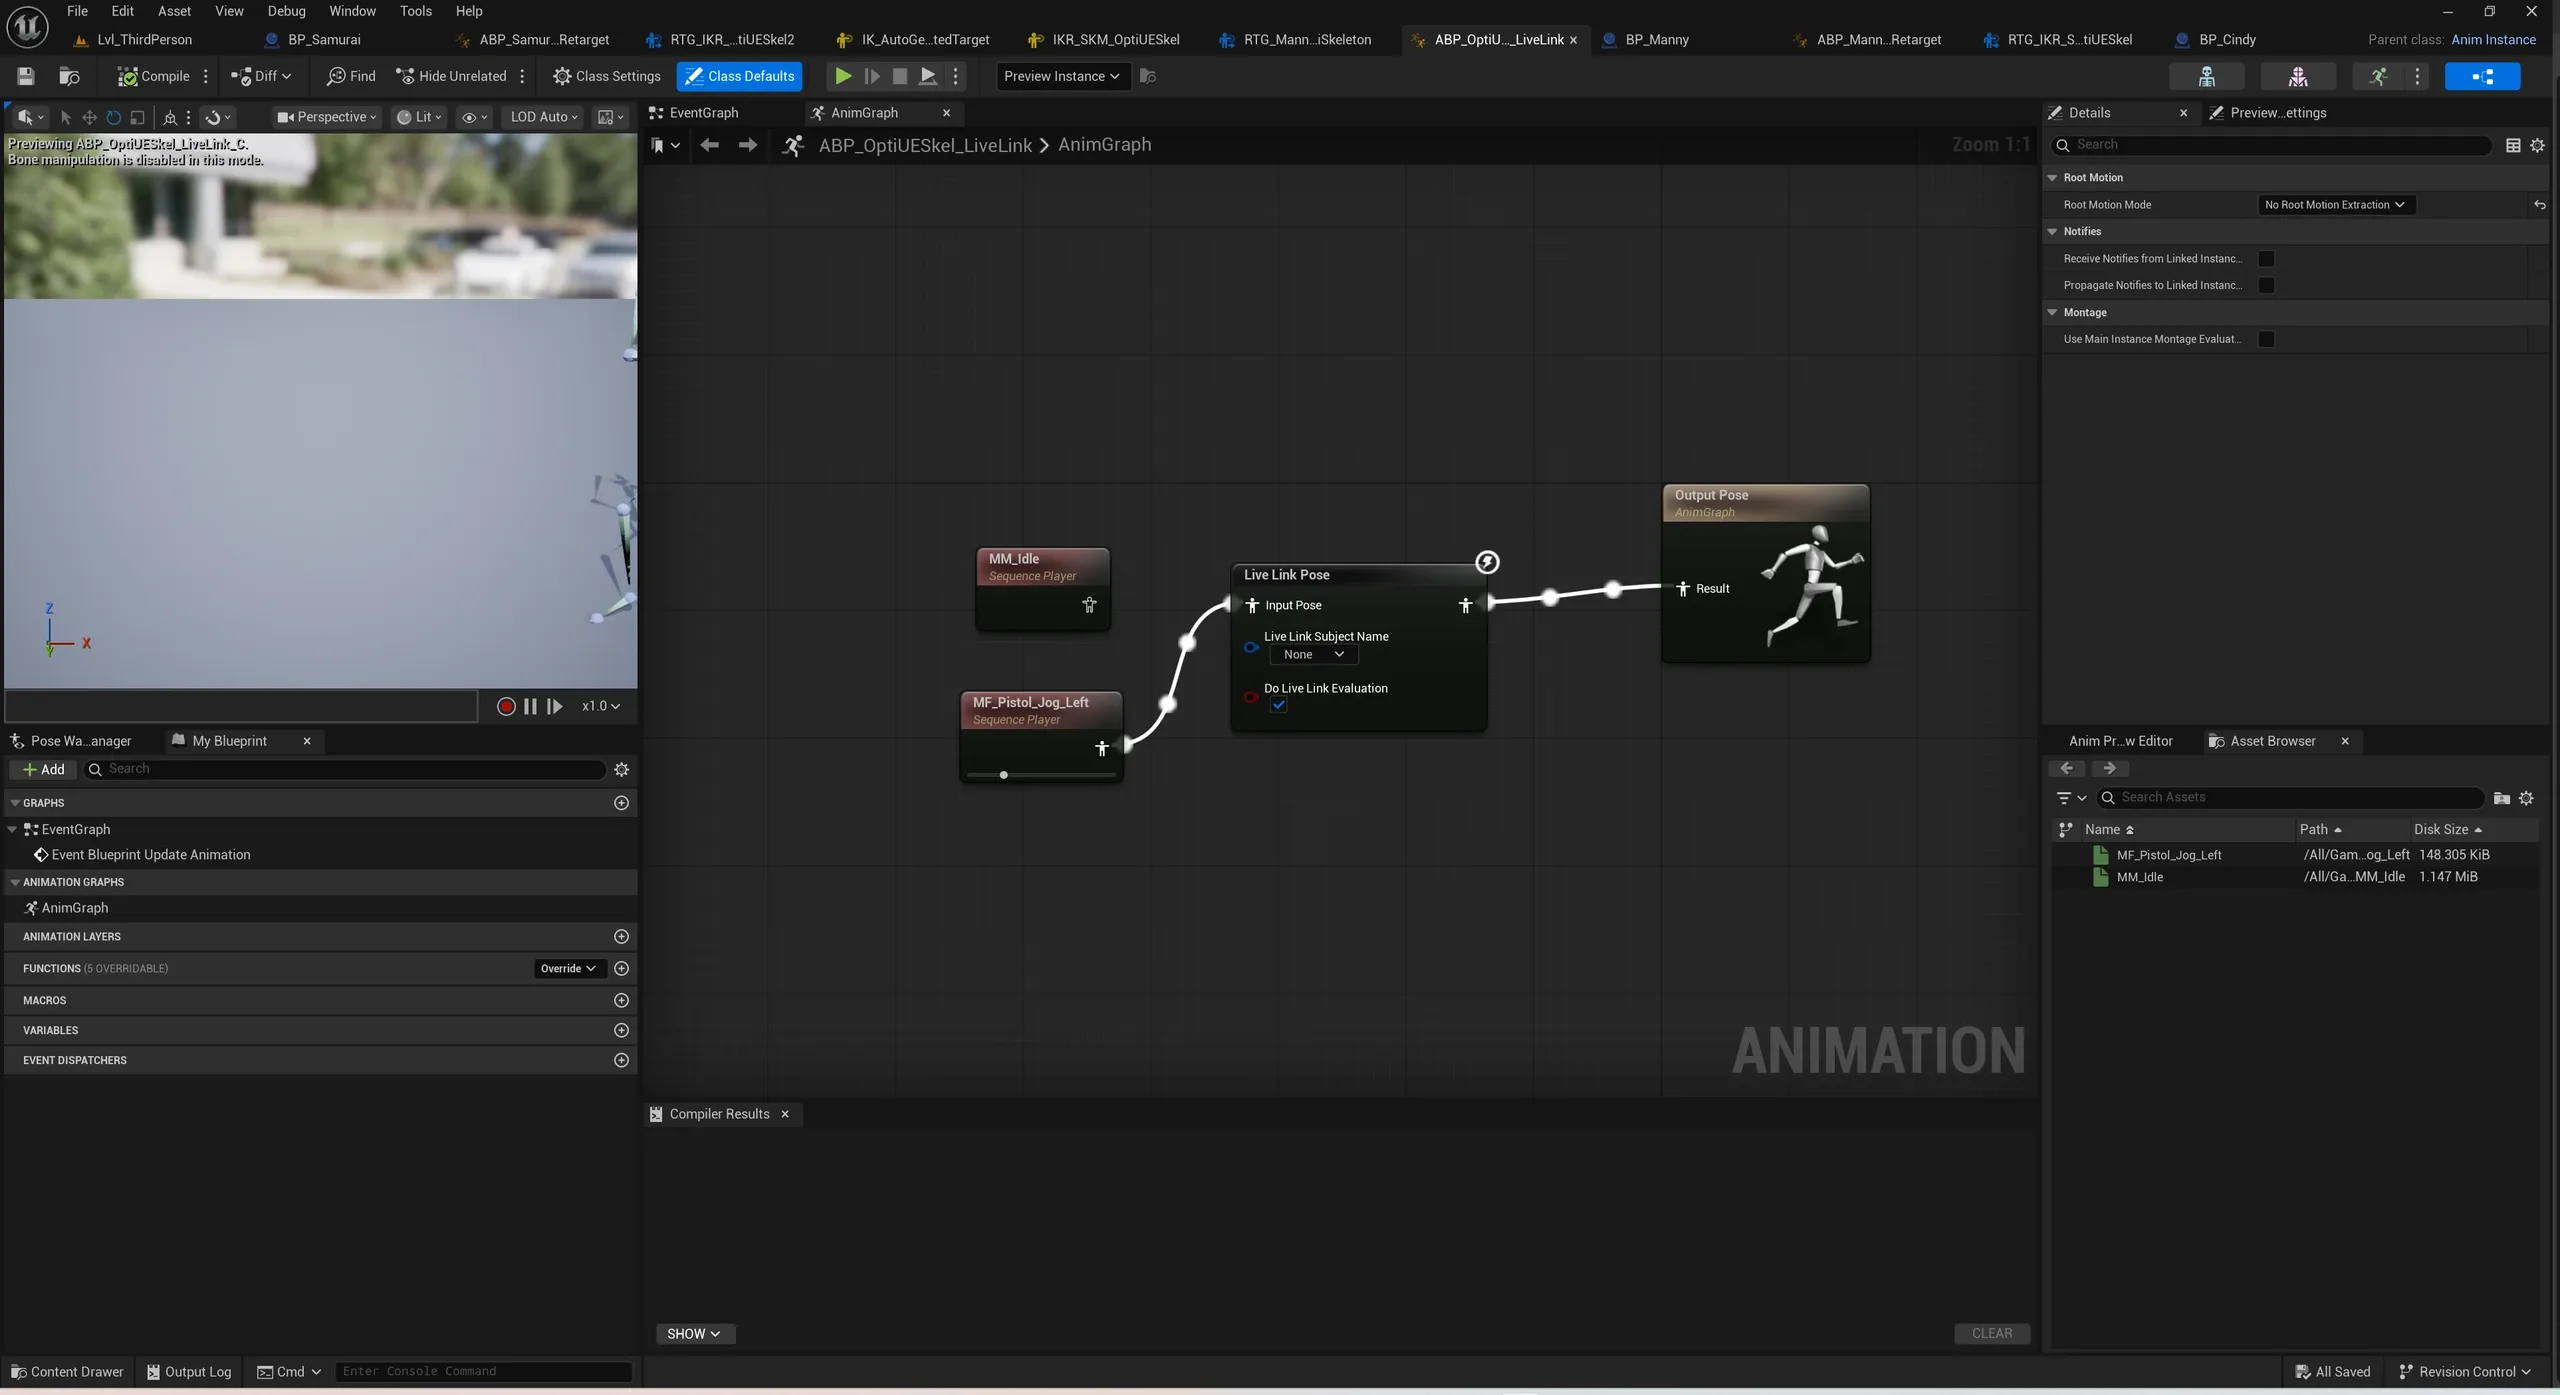 File Edit Asset View Debug Window Tools Help
Lvl_ThirdPerson BP_Samurai ABP_Samur...Retarget RTG_IKR_...tiUESkel2 IK_AutoGe...tedTarget IKR_SKM_OptiUESkel RTG_Mann...iSkeleton ABP_OptiU..._LiveLink BP_Manny ABP_Mann...Retarget RTG_IKR_S...tiUESkel BP_Cindy Parent class: Anim Instance
Compile Diff Find Hide Unrelated Class Settings Class Defaults Preview Instance
Perspective Lit LOD Auto
Previewing ABP_OptiUESkel_LiveLink_C.
Bone manipulation is disabled in this mode.
Z
X
Y
x1.0
Pose Wa...anager My Blueprint
Add Search
GRAPHS
EventGraph
Event Blueprint Update Animation
ANIMATION GRAPHS
AnimGraph
ANIMATION LAYERS
FUNCTIONS (5 OVERRIDABLE) Override
MACROS
VARIABLES
EVENT DISPATCHERS
EventGraph AnimGraph
ABP_OptiUESkel_LiveLink > AnimGraph Zoom 1:1
MM_Idle
Sequence Player
MF_Pistol_Jog_Left
Sequence Player
Live Link Pose
Input Pose
Live Link Subject Name
None
Do Live Link Evaluation
Output Pose
AnimGraph
Result
ANIMATION
Compiler Results
SHOW CLEAR
Details Preview...ettings
Search
Root Motion
Root Motion Mode No Root Motion Extraction
Notifies
Receive Notifies from Linked Instanc...
Propagate Notifies to Linked Instanc...
Montage
Use Main Instance Montage Evaluat...
Anim Pr...w Editor Asset Browser
Search Assets
Name Path Disk Size
MF_Pistol_Jog_Left /All/Gam...og_Left 148.305 KiB
MM_Idle /All/Ga...MM_Idle 1.147 MiB
Content Drawer Output Log Cmd Enter Console Command All Saved Revision Control